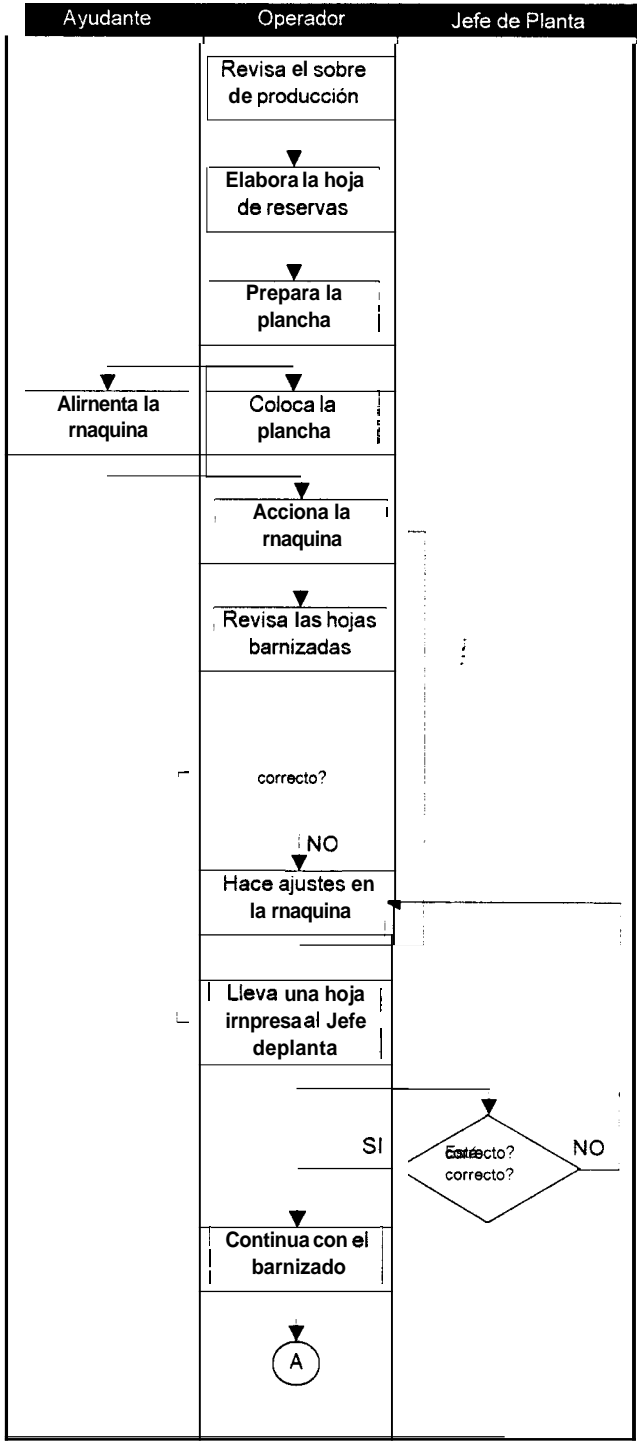 Ayudante Operador Jefe de Planta
Revisa el sobre
de producción
Elabora la hoja
de reservas
Prepara la
plancha
Alirnenta la
rnaquina
Coloca la
plancha
Acciona la
rnaquina
Revisa las hojas
barnizadas
correcto?
NO
Hace ajustes en
la rnaquina
Lleva una hoja
irnpresa al Jefe
deplanta
SI
correcto?
correcto?
NO
Continua con el
barnizado
A